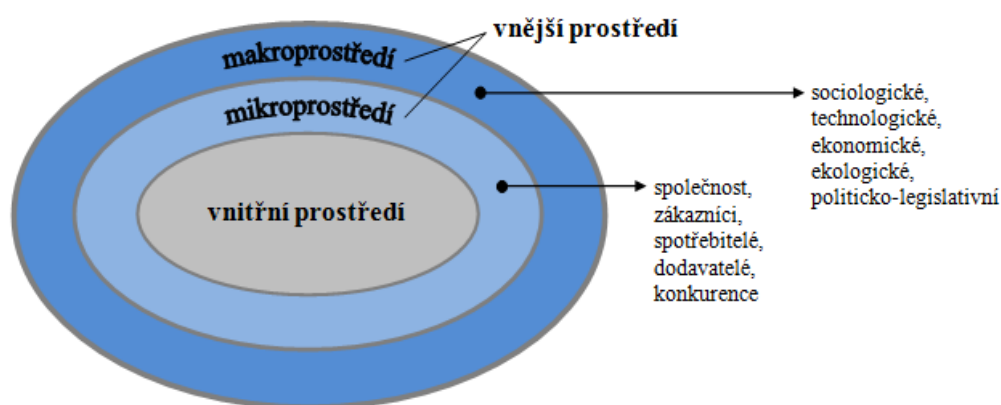 vnější prostředí
makroprostředí
mikroprostředí
vnitřní prostředí
sociologické,
technologické,
ekonomické,
ekologické,
politicko-legislativní
společnost,
zákazníci,
spotřebitelé,
dodavatelé,
konkurence